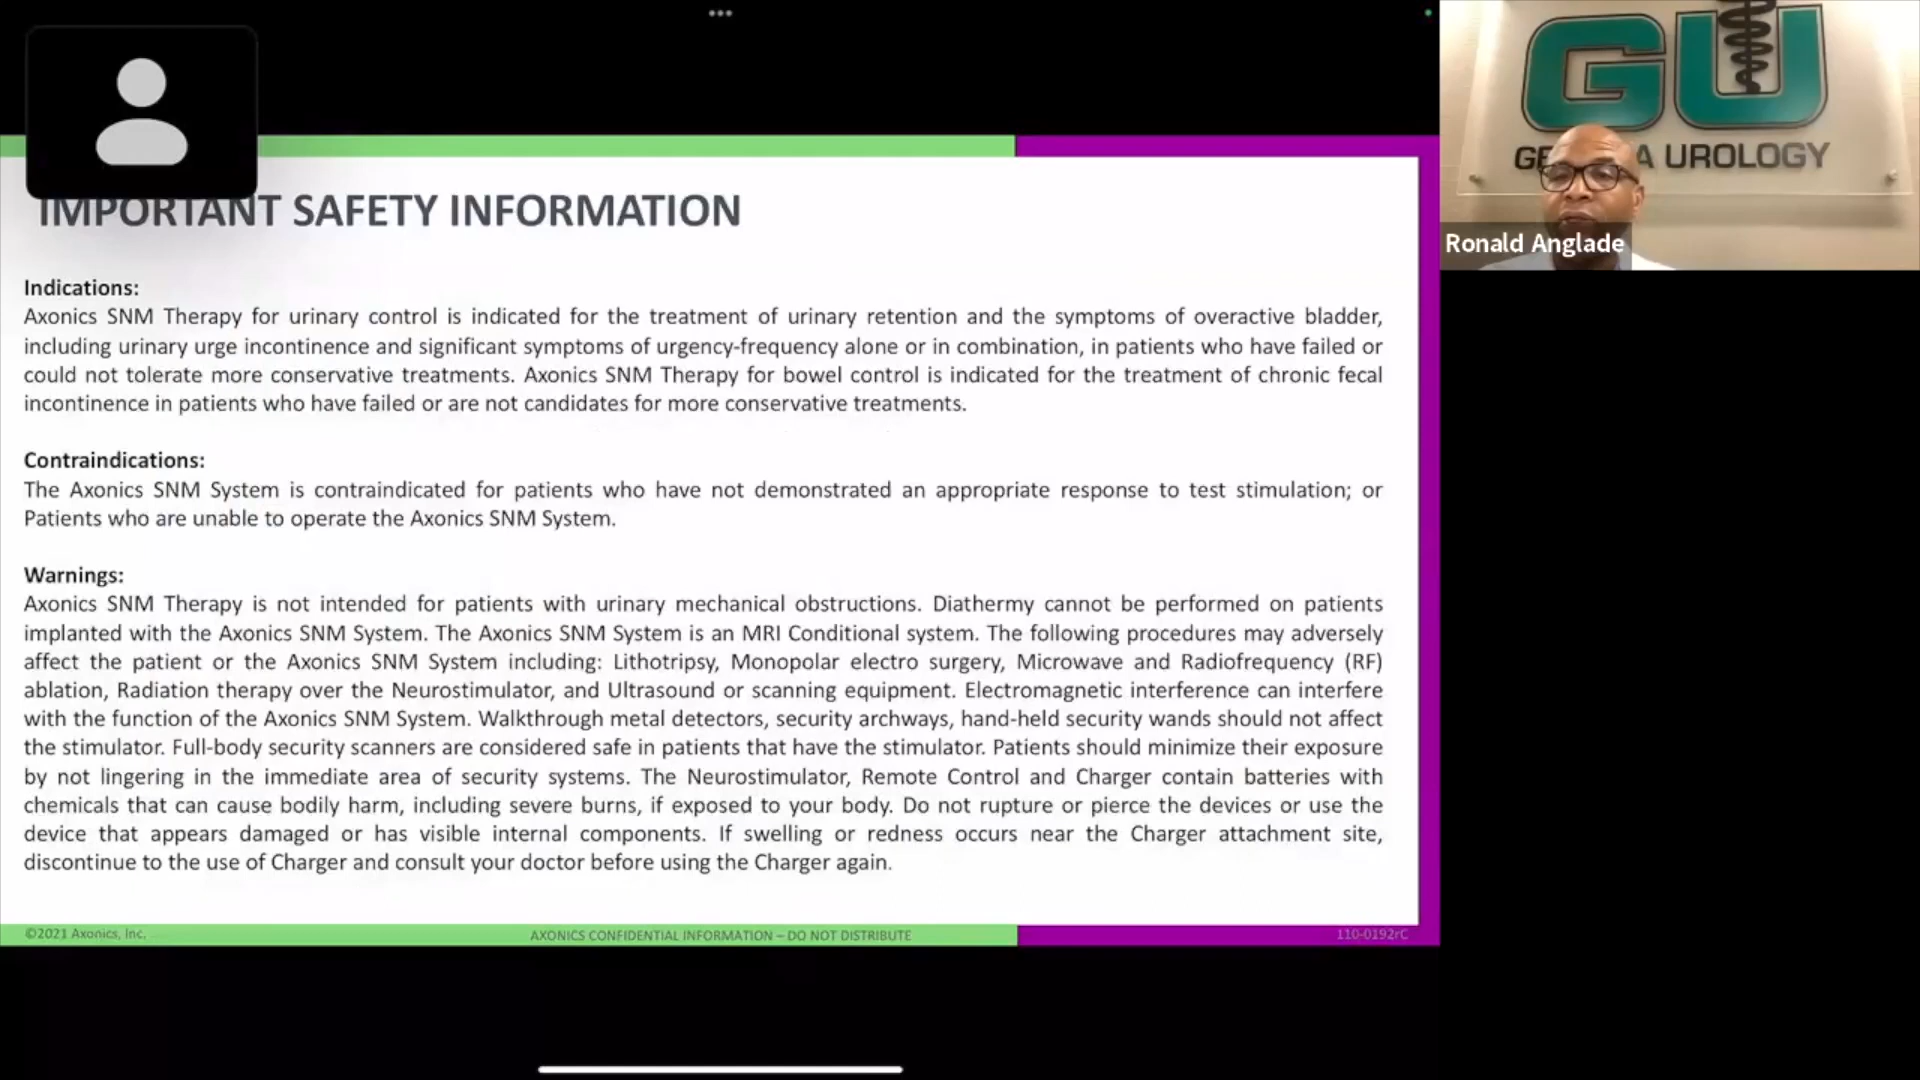 GU
GE A UROLOGY
Ronald Anglade
IMPORTANT SAFETY INFORMATION
Indications:
Axonics SNM Therapy for urinary control is indicated for the treatment of urinary retention and the symptoms of overactive bladder,
including urinary urge incontinence and significant symptoms of urgency-frequency alone or in combination, in patients who have failed or
could not tolerate more conservative treatments. Axonics SNM Therapy for bowel control is indicated for the treatment of chronic fecal
incontinence in patients who have failed or are not candidates for more conservative treatments.
Contraindications:
The Axonics SNM System is contraindicated for patients who have not demonstrated an appropriate response to test stimulation; or
Patients who are unable to operate the Axonics SNM System.
Warnings:
Axonics SNM Therapy is not intended for patients with urinary mechanical obstructions. Diathermy cannot be performed on patients
implanted with the Axonics SNM System. The Axonics SNM System is an MRI Conditional system. The following procedures may adversely
affect the patient or the Axonics SNM System including: Lithotripsy, Monopolar electro surgery, Microwave and Radiofrequency (RF)
ablation, Radiation therapy over the Neurostimulator, and Ultrasound or scanning equipment. Electromagnetic interference can interfere
with the function of the Axonics SNM System. Walkthrough metal detectors, security archways, hand-held security wands should not affect
the stimulator. Full-body security scanners are considered safe in patients that have the stimulator. Patients should minimize their exposure
by not lingering in the immediate area of security systems. The Neurostimulator, Remote Control and Charger contain batteries with
chemicals that can cause bodily harm, including severe burns, if exposed to your body. Do not rupture or pierce the devices or use the
device that appears damaged or has visible internal components. If swelling or redness occurs near the Charger attachment site,
discontinue to the use of Charger and consult your doctor before using the Charger again.
©2021 Axonics, Inc.
AXONICS CONFIDENTIAL INFORMATION – DO NOT DISTRIBUTE
110-0192rC